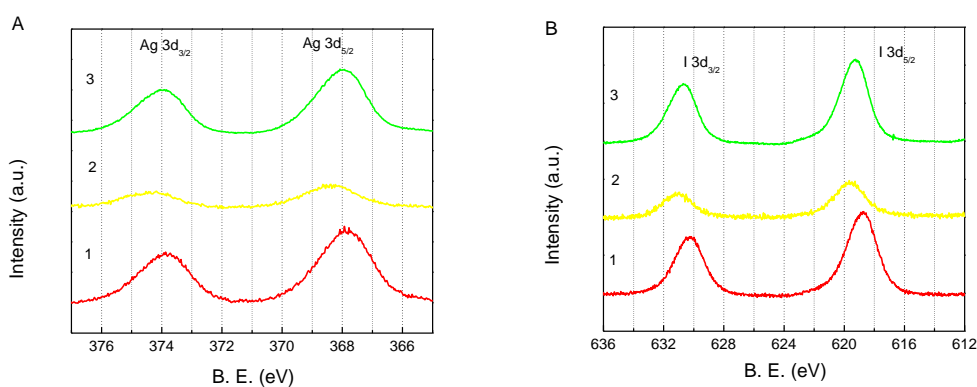 A
Ag 3d3/2
Ag 3d5/2
3
2
1
Intensity (a.u.)
376 374 372 370 368 366
B. E. (eV)
B
I 3d3/2
I 3d5/2
3
2
1
Intensity (a.u.)
636 632 628 624 620 616 612
B. E. (eV)